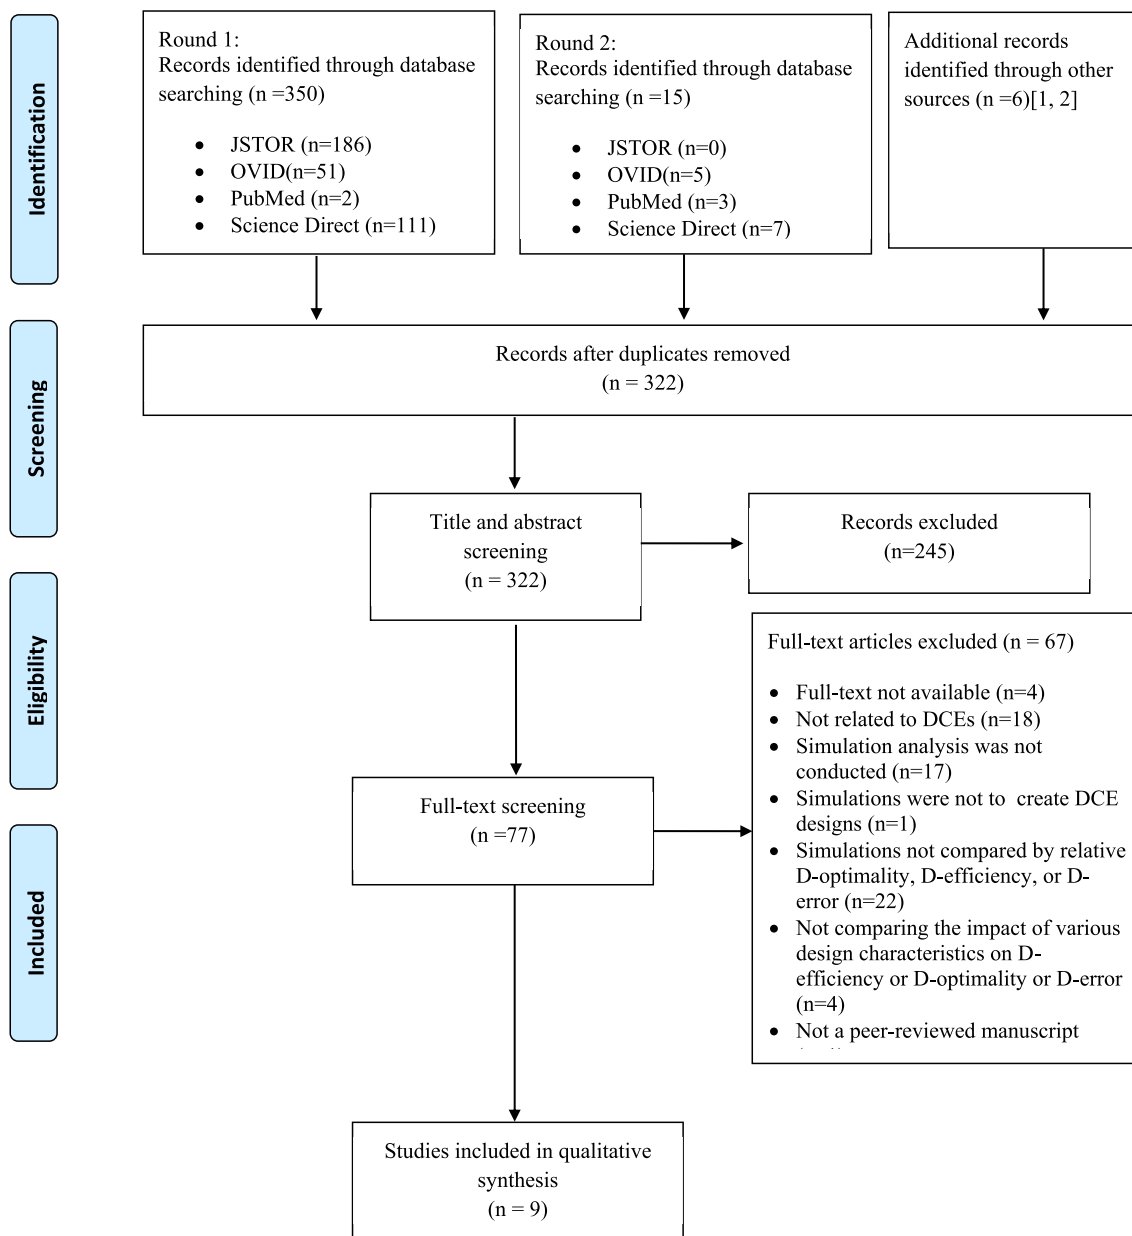 Identification
Round 1:
Records identified through database
searching (n =350)
• JSTOR (n=186)
• OVID(n=51)
• PubMed (n=2)
• Science Direct (n=111)
Round 2:
Records identified through database
searching (n =15)
• JSTOR (n=0)
• OVID(n=5)
• PubMed (n=3)
• Science Direct (n=7)
Additional records
identified through other
sources (n =6)[1, 2]
Screening
Records after duplicates removed
(n = 322)
Title and abstract
screening
(n = 322)
Records excluded
(n=245)
Eligibility
Full-text screening
(n =77)
Full-text articles excluded (n = 67)
• Full-text not available (n=4)
• Not related to DCEs (n=18)
• Simulation analysis was not
conducted (n=17)
• Simulations were not to  create DCE
designs (n=1)
• Simulations not compared by relative
D-optimality, D-efficiency, or D-
error (n=22)
• Not comparing the impact of various
design characteristics on D-
efficiency or D-optimality or D-error
(n=4)
• Not a peer-reviewed manuscript
Included
Studies included in qualitative
synthesis
(n = 9)